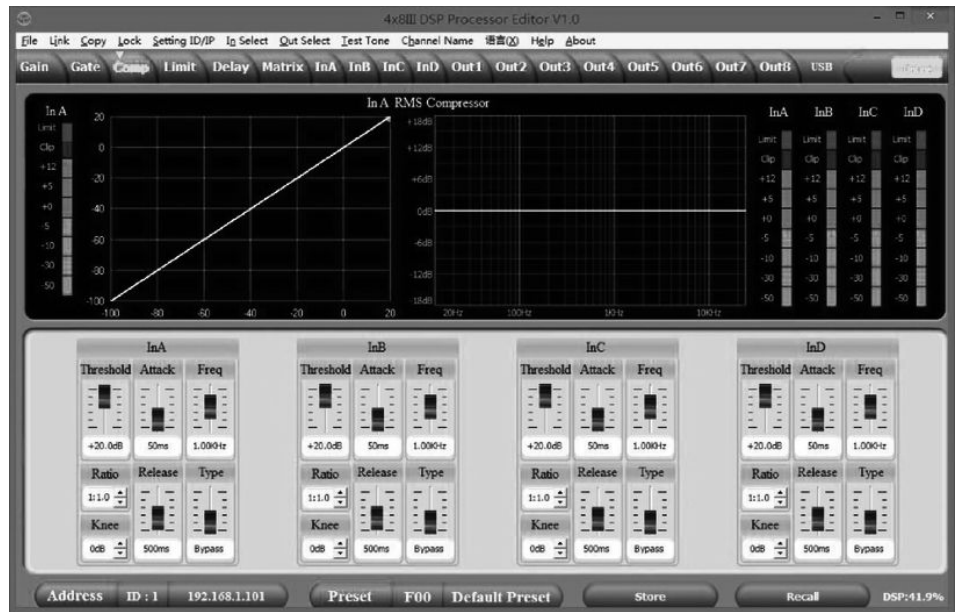 4x8III DSP Processor Editor V1.0
File Link Copy Lock Setting ID/IP In Select Out Select Test Tone Channel Name 语言(X) Help About
Gain Gate Comp Limit Delay Matrix InA InB InC InD Out1 Out2 Out3 Out4 Out5 Out6 Out7 Out8 USB
In A RMS Compressor
In A
Limit
Clip
+12
+5
+0
-5
-10
-30
-50
20
0
-20
-40
-60
-80
-100
-100 -80 -60 -40 -20 0 20
+18dB
+12dB
+6dB
0dB
-6dB
-12dB
-18dB
20Hz 100Hz 1KHz 10KHz
InA InB InC InD
Limit Limit Limit Limit
Clip Clip Clip Clip
+12 +12 +12 +12
+5 +5 +5 +5
+0 +0 +0 +0
-5 -5 -5 -5
-10 -10 -10 -10
-30 -30 -30 -30
-50 -50 -50 -50
InA
Threshold Attack Freq
+20.0dB 50ms 1.00KHz
Ratio Release Type
1:1.0
Knee
0dB 500ms Bypass
InB
Threshold Attack Freq
+20.0dB 50ms 1.00KHz
Ratio Release Type
1:1.0
Knee
0dB 500ms Bypass
InC
Threshold Attack Freq
+20.0dB 50ms 1.00KHz
Ratio Release Type
1:1.0
Knee
0dB 500ms Bypass
InD
Threshold Attack Freq
+20.0dB 50ms 1.00KHz
Ratio Release Type
1:1.0
Knee
0dB 500ms Bypass
Address ID : 1 192.168.1.101 Preset F00 Default Preset Store Recall DSP:41.9%